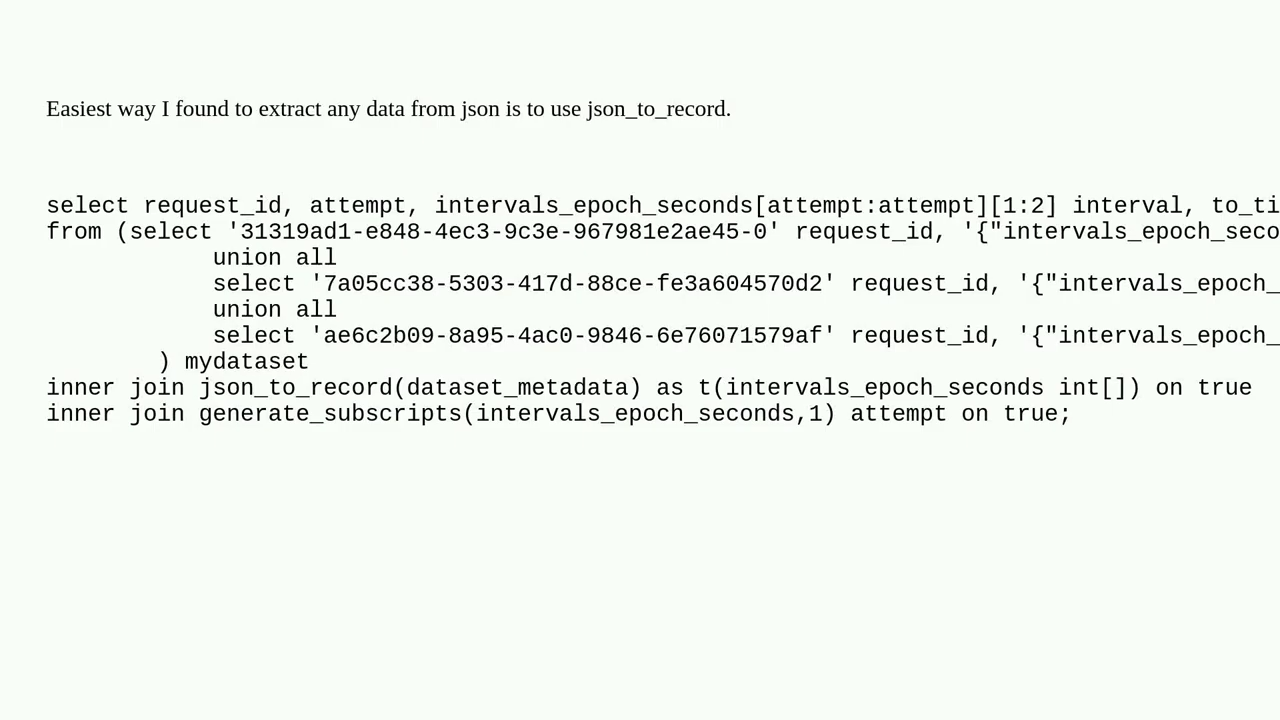 Easiest way I found to extract any data from json is to use json_to_record.
select request_id, attempt, intervals_epoch_seconds[attempt:attempt][1:2] interval, to_ti
from (select '31319ad1-e848-4ec3-9c3e-967981e2ae45-0' request_id, '{"intervals_epoch_seco
union all
select '7a05cc38-5303-417d-88ce-fe3a604570d2' request_id, '{"intervals_epoch_
union all
select 'ae6c2b09-8a95-4ac0-9846-6e76071579af' request_id, '{"intervals_epoch_
) mydataset
inner join json_to_record(dataset_metadata) as t(intervals_epoch_seconds int[]) on true
inner join generate_subscripts(intervals_epoch_seconds,1) attempt on true;